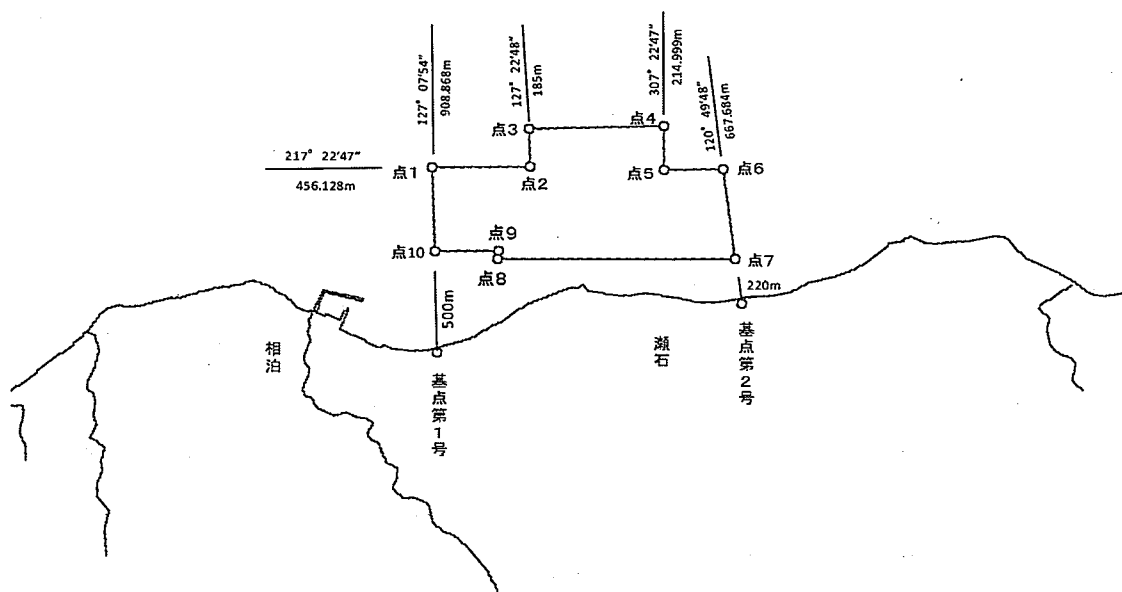 127° 07'54"
908.868m
127° 22'48"
185m
307° 22'47"
214.999m
120° 49'48"
667.684m
217° 22'47"
456.128m
点1
点2
点3
点4
点5
点6
点7
点8
点9
点10
500m
220m
相泊
瀬石
基点第1号
基点第2号